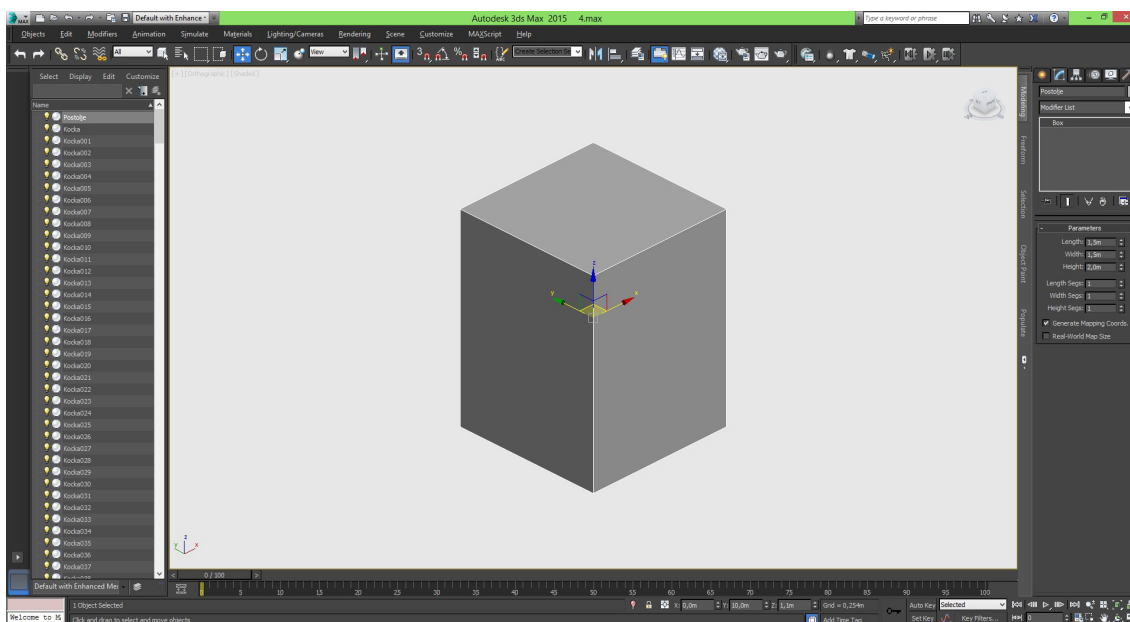 MAX
Default with Enhance
Autodesk 3ds Max 2015 4.max
Type a keyword or phrase
Objects Edit Modifiers Animation Simulate Materials Lighting/Cameras Rendering Scene Customize MAXScript Help
All View Create Selection Se
Select Display Edit Customize
[+] [Orthographic] [Shaded]
Name
Postolje
Kocka
Kocka001
Kocka002
Kocka003
Kocka004
Kocka005
Kocka006
Kocka007
Kocka008
Kocka009
Kocka010
Kocka011
Kocka012
Kocka013
Kocka014
Kocka015
Kocka016
Kocka017
Kocka018
Kocka019
Kocka020
Kocka021
Kocka022
Kocka023
Kocka024
Kocka025
Kocka026
Kocka027
Kocka028
Kocka029
Kocka030
Kocka031
Kocka032
Kocka033
Kocka034
Kocka035
Kocka036
Kocka037
Default with Enhanced Mei
z
y x
z
y x
Modeling
Freeform
Selection
Object Paint
Populate
Postolje
Modifier List
Box
- Parameters
Length: 1,5m
Width: 1,5m
Height: 2,0m
Length Segs: 1
Width Segs: 1
Height Segs: 1
Generate Mapping Coords.
Real-World Map Size
< 0 / 100 >
0 5 10 15 20 25 30 35 40 45 50 55 60 65 70 75 80 85 90 95 100
1 Object Selected
X: 0,0m Y: 10,0m Z: 1,1m Grid = 0,254m
Auto Key Selected
Welcome to M
Click and drag to select and move objects
Add Time Tag
Set Key Key Filters... 0